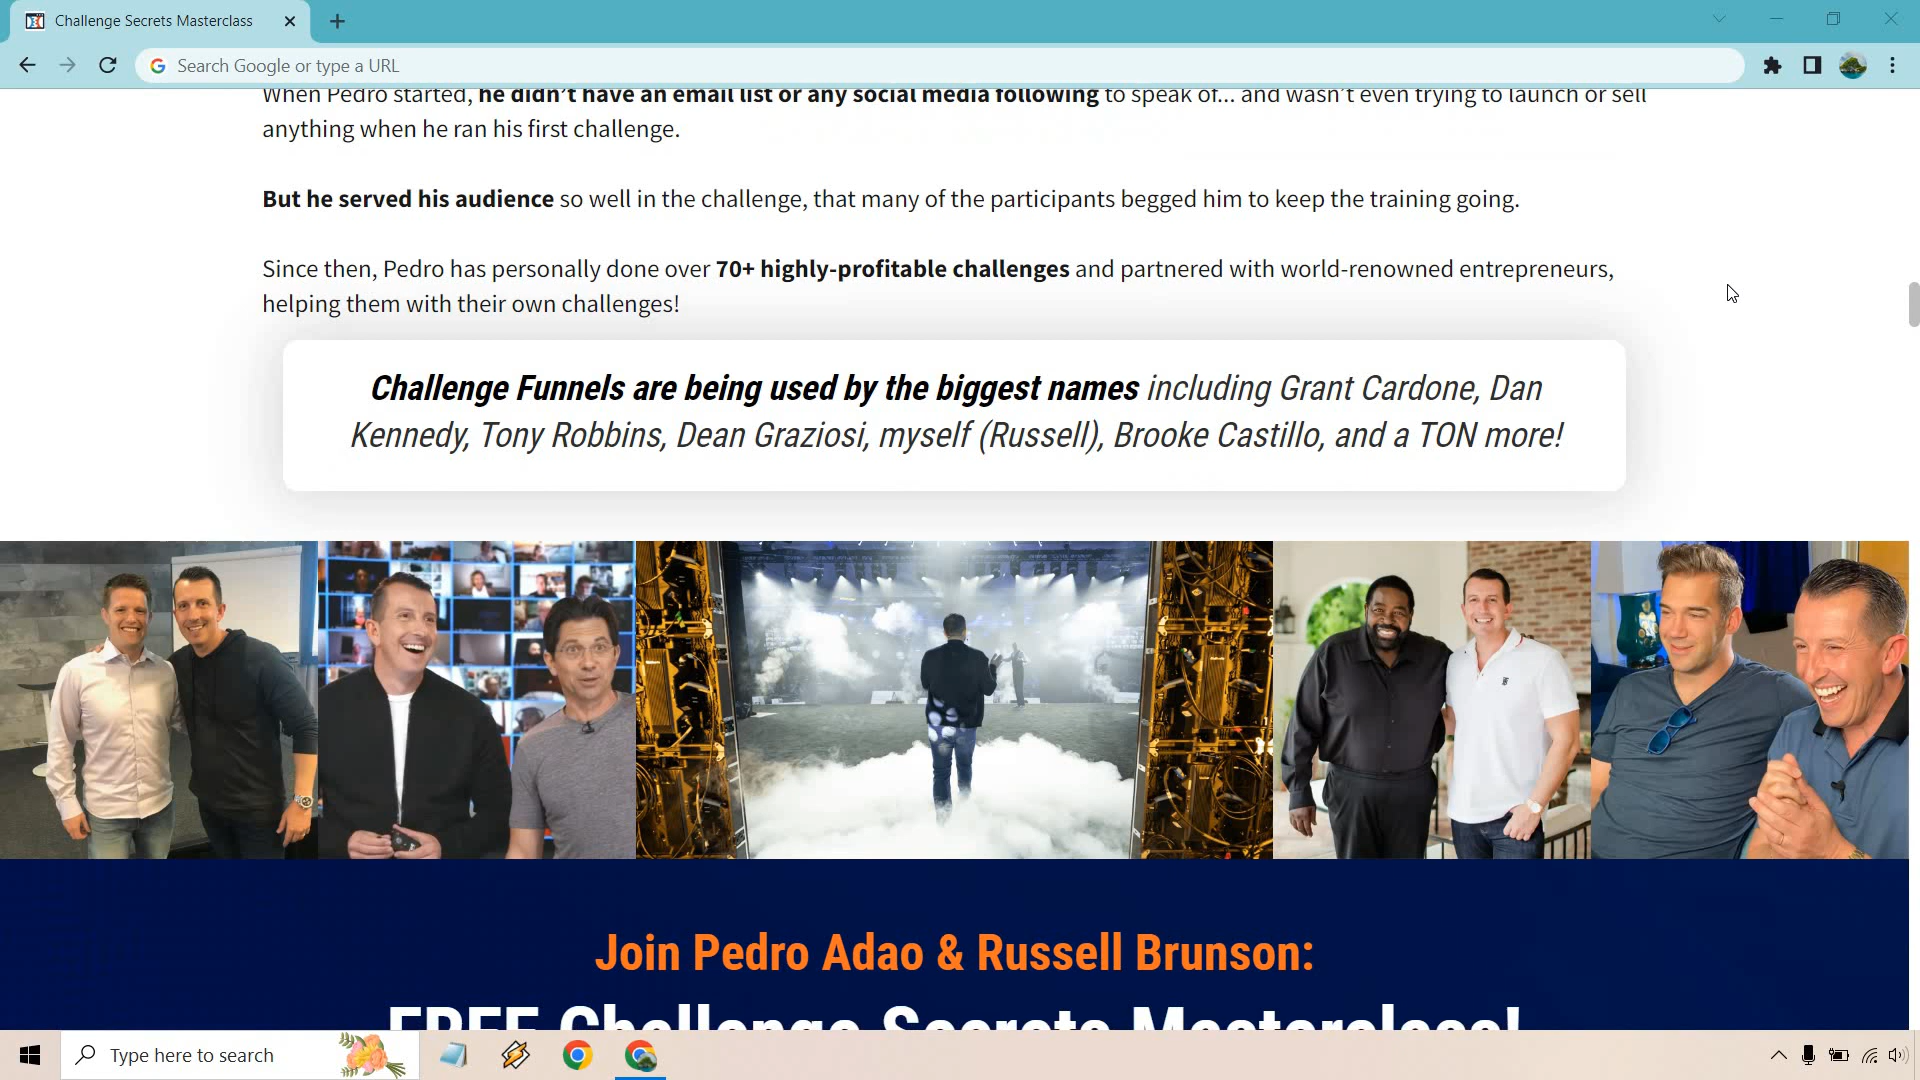 Challenge Secrets Masterclass
Search Google or type a URL
When Pedro started, he didn't have an email list or any social media following to speak of... and wasn't even trying to launch or sell
anything when he ran his first challenge.
But he served his audience so well in the challenge, that many of the participants begged him to keep the training going.
Since then, Pedro has personally done over 70+ highly-profitable challenges and partnered with world-renowned entrepreneurs,
helping them with their own challenges!
Challenge Funnels are being used by the biggest names including Grant Cardone, Dan
Kennedy, Tony Robbins, Dean Graziosi, myself (Russell), Brooke Castillo, and a TON more!
Join Pedro Adao & Russell Brunson:
FREE Challenge Secrets Masterclass!
Type here to search